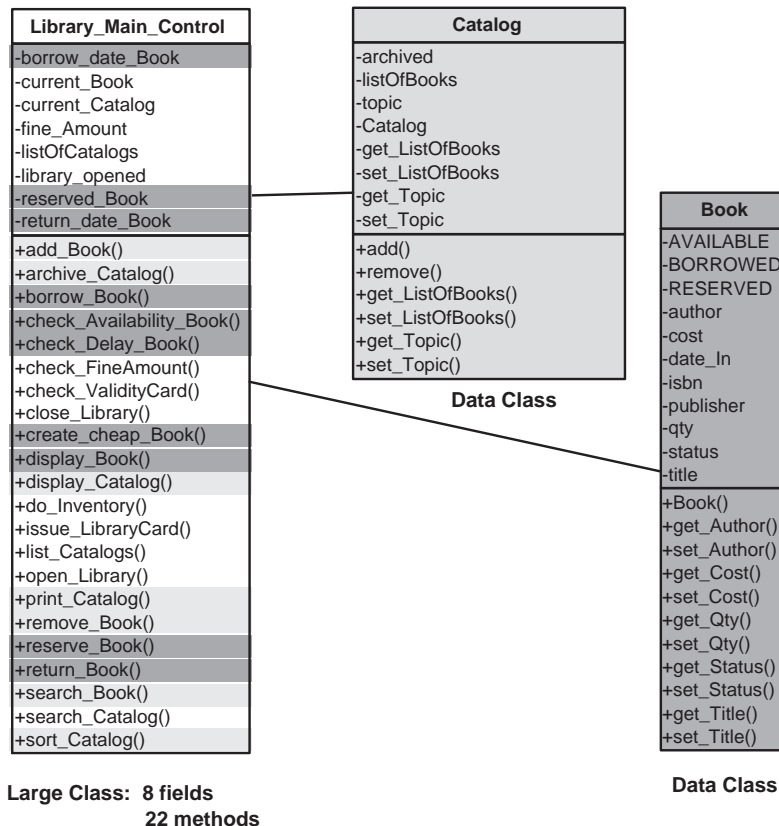 Library_Main_Control
-borrow_date_Book
-current_Book
-current_Catalog
-fine_Amount
-listOfCatalogs
-library_opened
-reserved_Book
-return_date_Book
+add_Book()
+archive_Catalog()
+borrow_Book()
+check_Availability_Book()
+check_Delay_Book()
+check_FineAmount()
+check_ValidityCard()
+close_Library()
+create_cheap_Book()
+display_Book()
+display_Catalog()
+do_Inventory()
+issue_LibraryCard()
+list_Catalogs()
+open_Library()
+print_Catalog()
+remove_Book()
+reserve_Book()
+return_Book()
+search_Book()
+search_Catalog()
+sort_Catalog()
Large Class: 8 fields
22 methods
Catalog
-archived
-listOfBooks
-topic
-Catalog
-get_ListOfBooks
-set_ListOfBooks
-get_Topic
-set_Topic
+add()
+remove()
+get_ListOfBooks()
+set_ListOfBooks()
+get_Topic()
+set_Topic()
Data Class
Book
-AVAILABLE
-BORROWED
-RESERVED
-author
-cost
-date_In
-isbn
-publisher
-qty
-status
-title
+Book()
+get_Author()
+set_Author()
+get_Cost()
+set_Cost()
+get_Qty()
+set_Qty()
+get_Status()
+set_Status()
+get_Title()
+set_Title()
Data Class